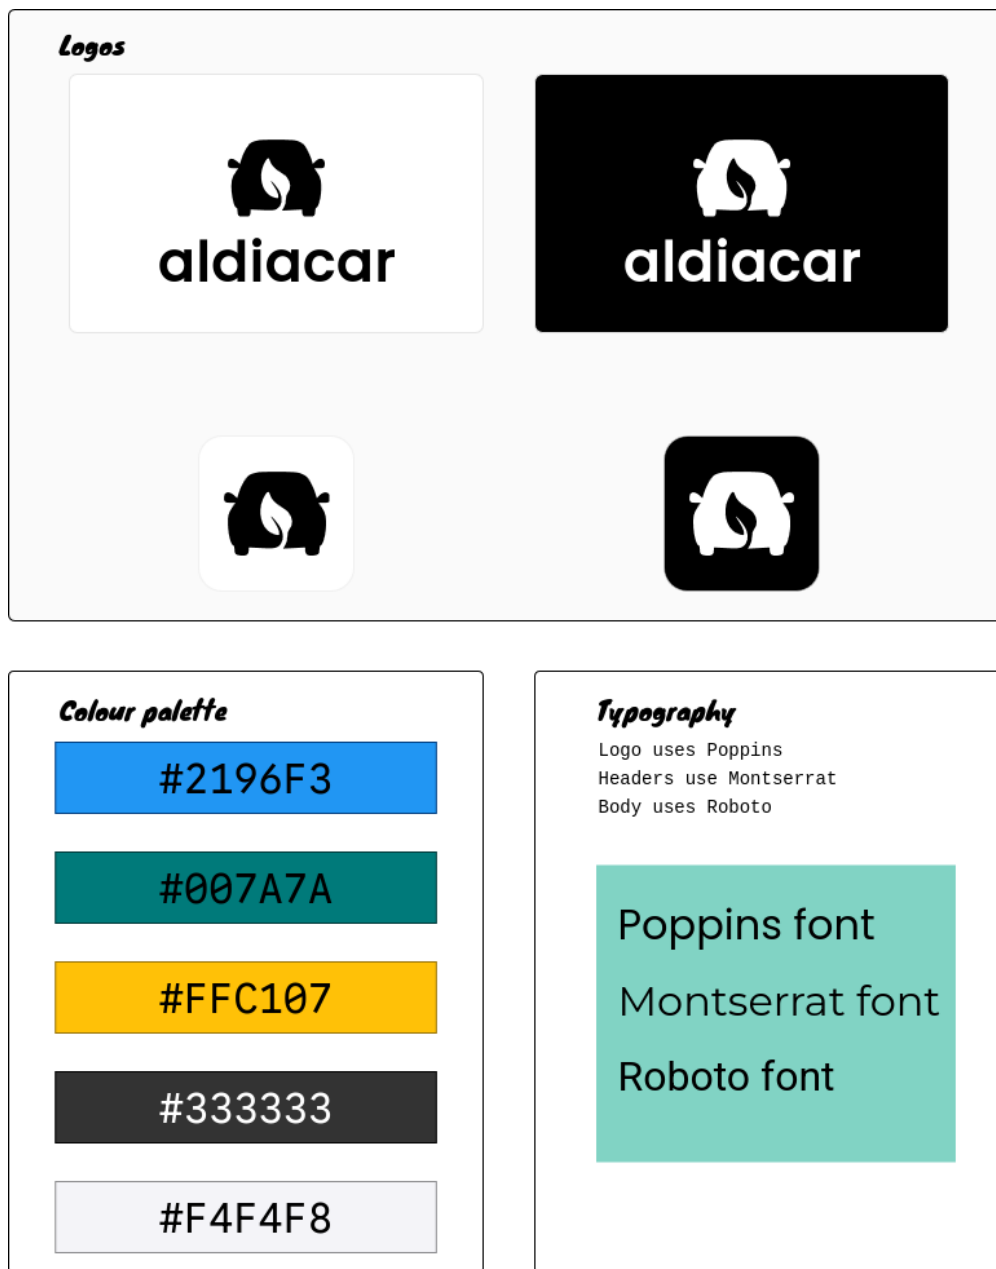 Logos
aldiacar
aldiacar
Colour palette
#2196F3
#007A7A
#FFC107
#333333
#F4F4F8
Typography
Logo uses Poppins
Headers use Montserrat
Body uses Roboto
Poppins font
Montserrat font
Roboto font